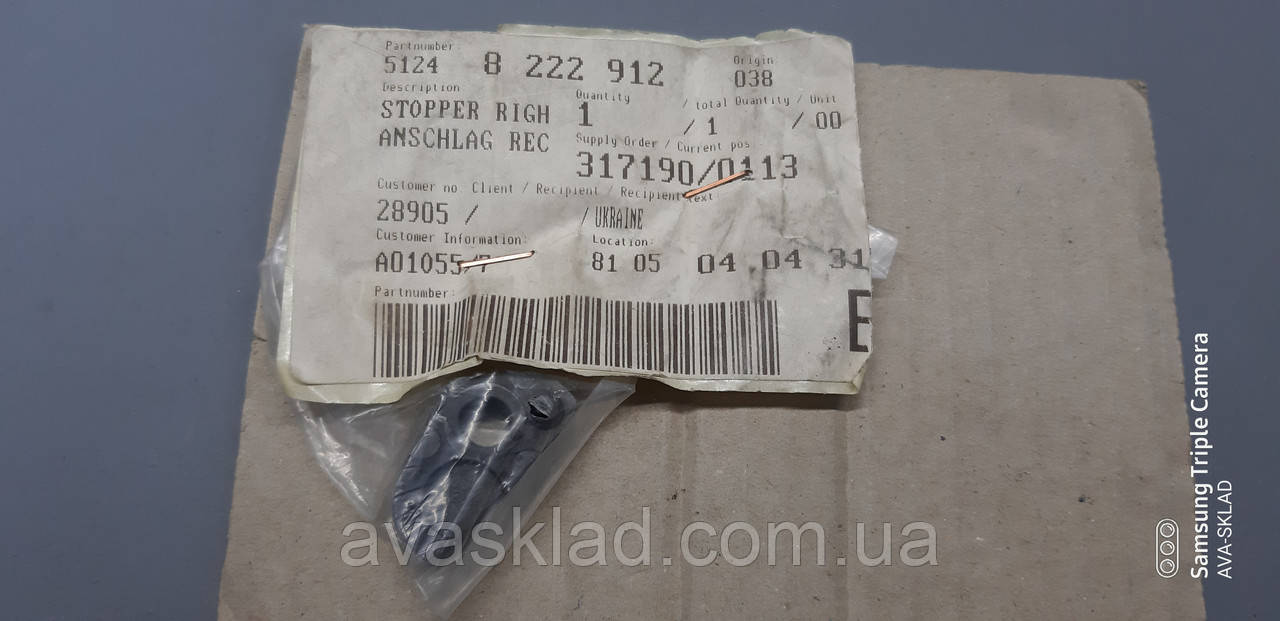 Partnumber: Origin
5124 8 222 912 038
Description Quantity / total Quantity / Unit
STOPPER RIGH 1 / 1 / 00
ANSCHLAG REC Supply Order / Current pos.
317190/0113
Customer no. Client / Recipient / Recipient text
28905 / / UKRAINE
Customer Information: Location:
A01055/7 81 05 04 04 31
Partnumber:
E
avasklad.com.ua
Samsung Triple Camera
AVA-SKLAD